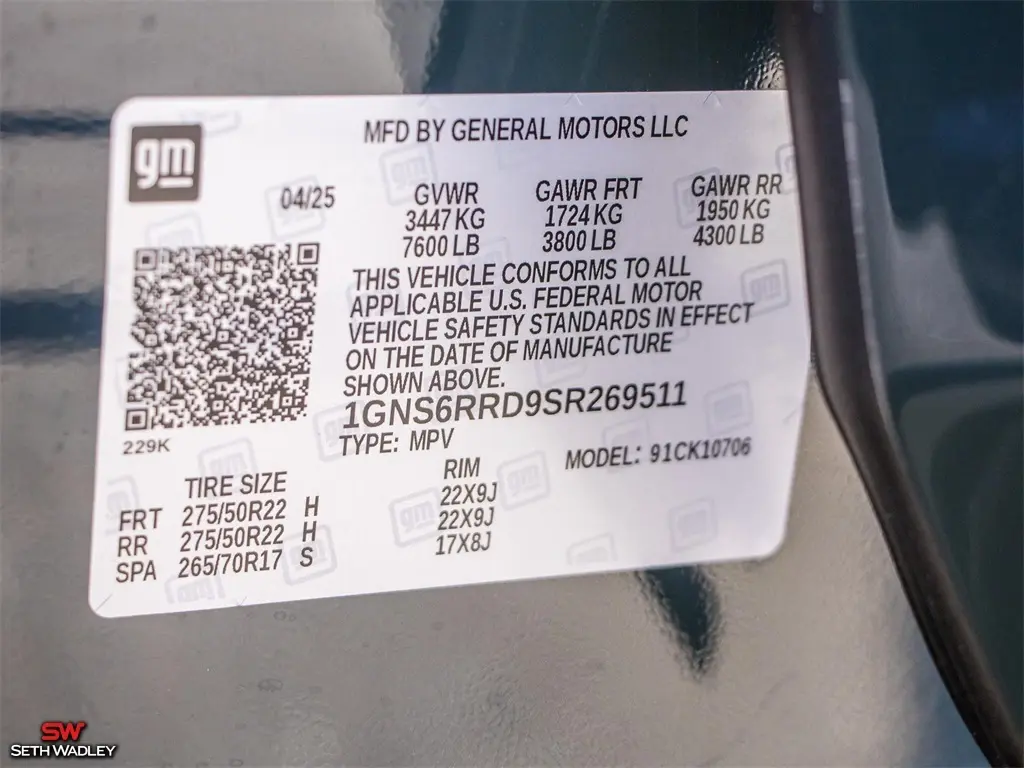 gm
MFD BY GENERAL MOTORS LLC
04/25 GVWR GAWR FRT GAWR RR
3447 KG 1724 KG 1950 KG
7600 LB 3800 LB 4300 LB
THIS VEHICLE CONFORMS TO ALL
APPLICABLE U.S. FEDERAL MOTOR
VEHICLE SAFETY STANDARDS IN EFFECT
ON THE DATE OF MANUFACTURE
SHOWN ABOVE.
1GNS6RRD9SR269511
229K
TYPE: MPV
MODEL: 91CK10706
TIRE SIZE RIM
FRT 275/50R22 H 22X9J
RR 275/50R22 H 22X9J
SPA 265/70R17 S 17X8J
SW
SETH WADLEY